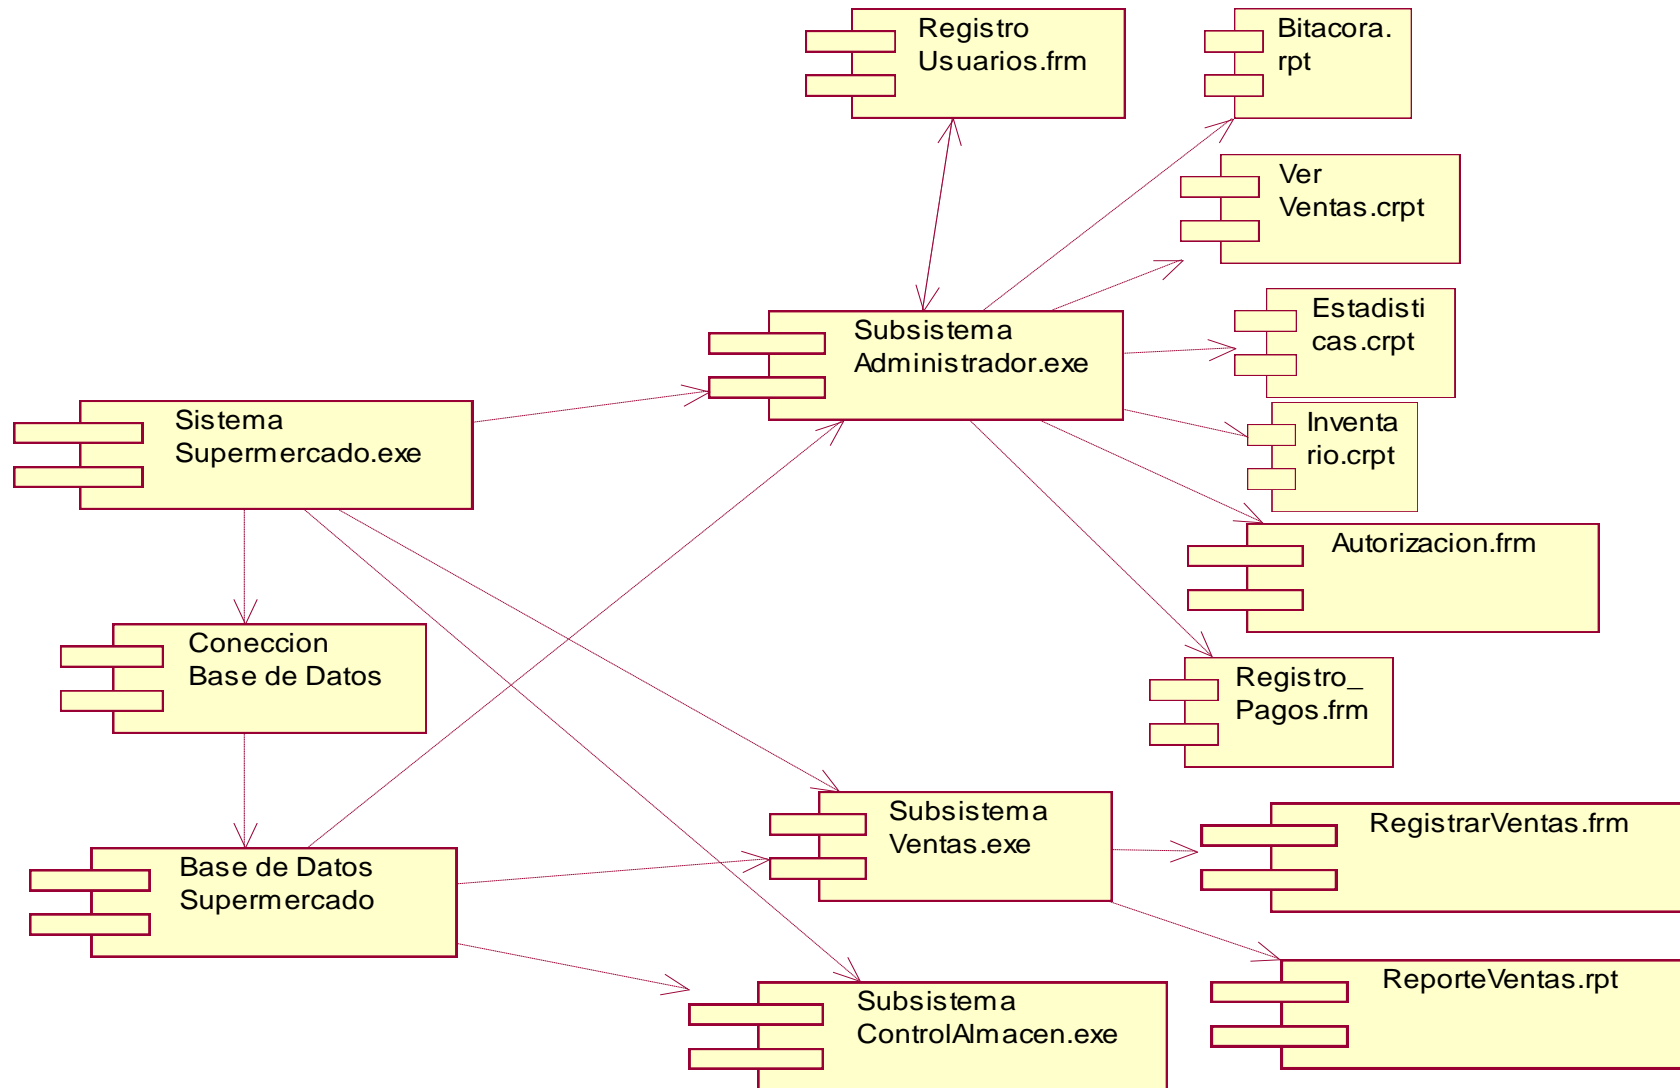 Registro
Usuarios.frm
Bitacora.
rpt
Ver
Ventas.crpt
Subsistema
Administrador.exe
Estadisti
cas.crpt
Sistema
Supermercado.exe
Inventa
rio.crpt
Autorizacion.frm
Coneccion
Base de Datos
Registro_
Pagos.frm
Subsistema
Ventas.exe
RegistrarVentas.frm
Base de Datos
Supermercado
ReporteVentas.rpt
Subsistema
ControlAlmacen.exe